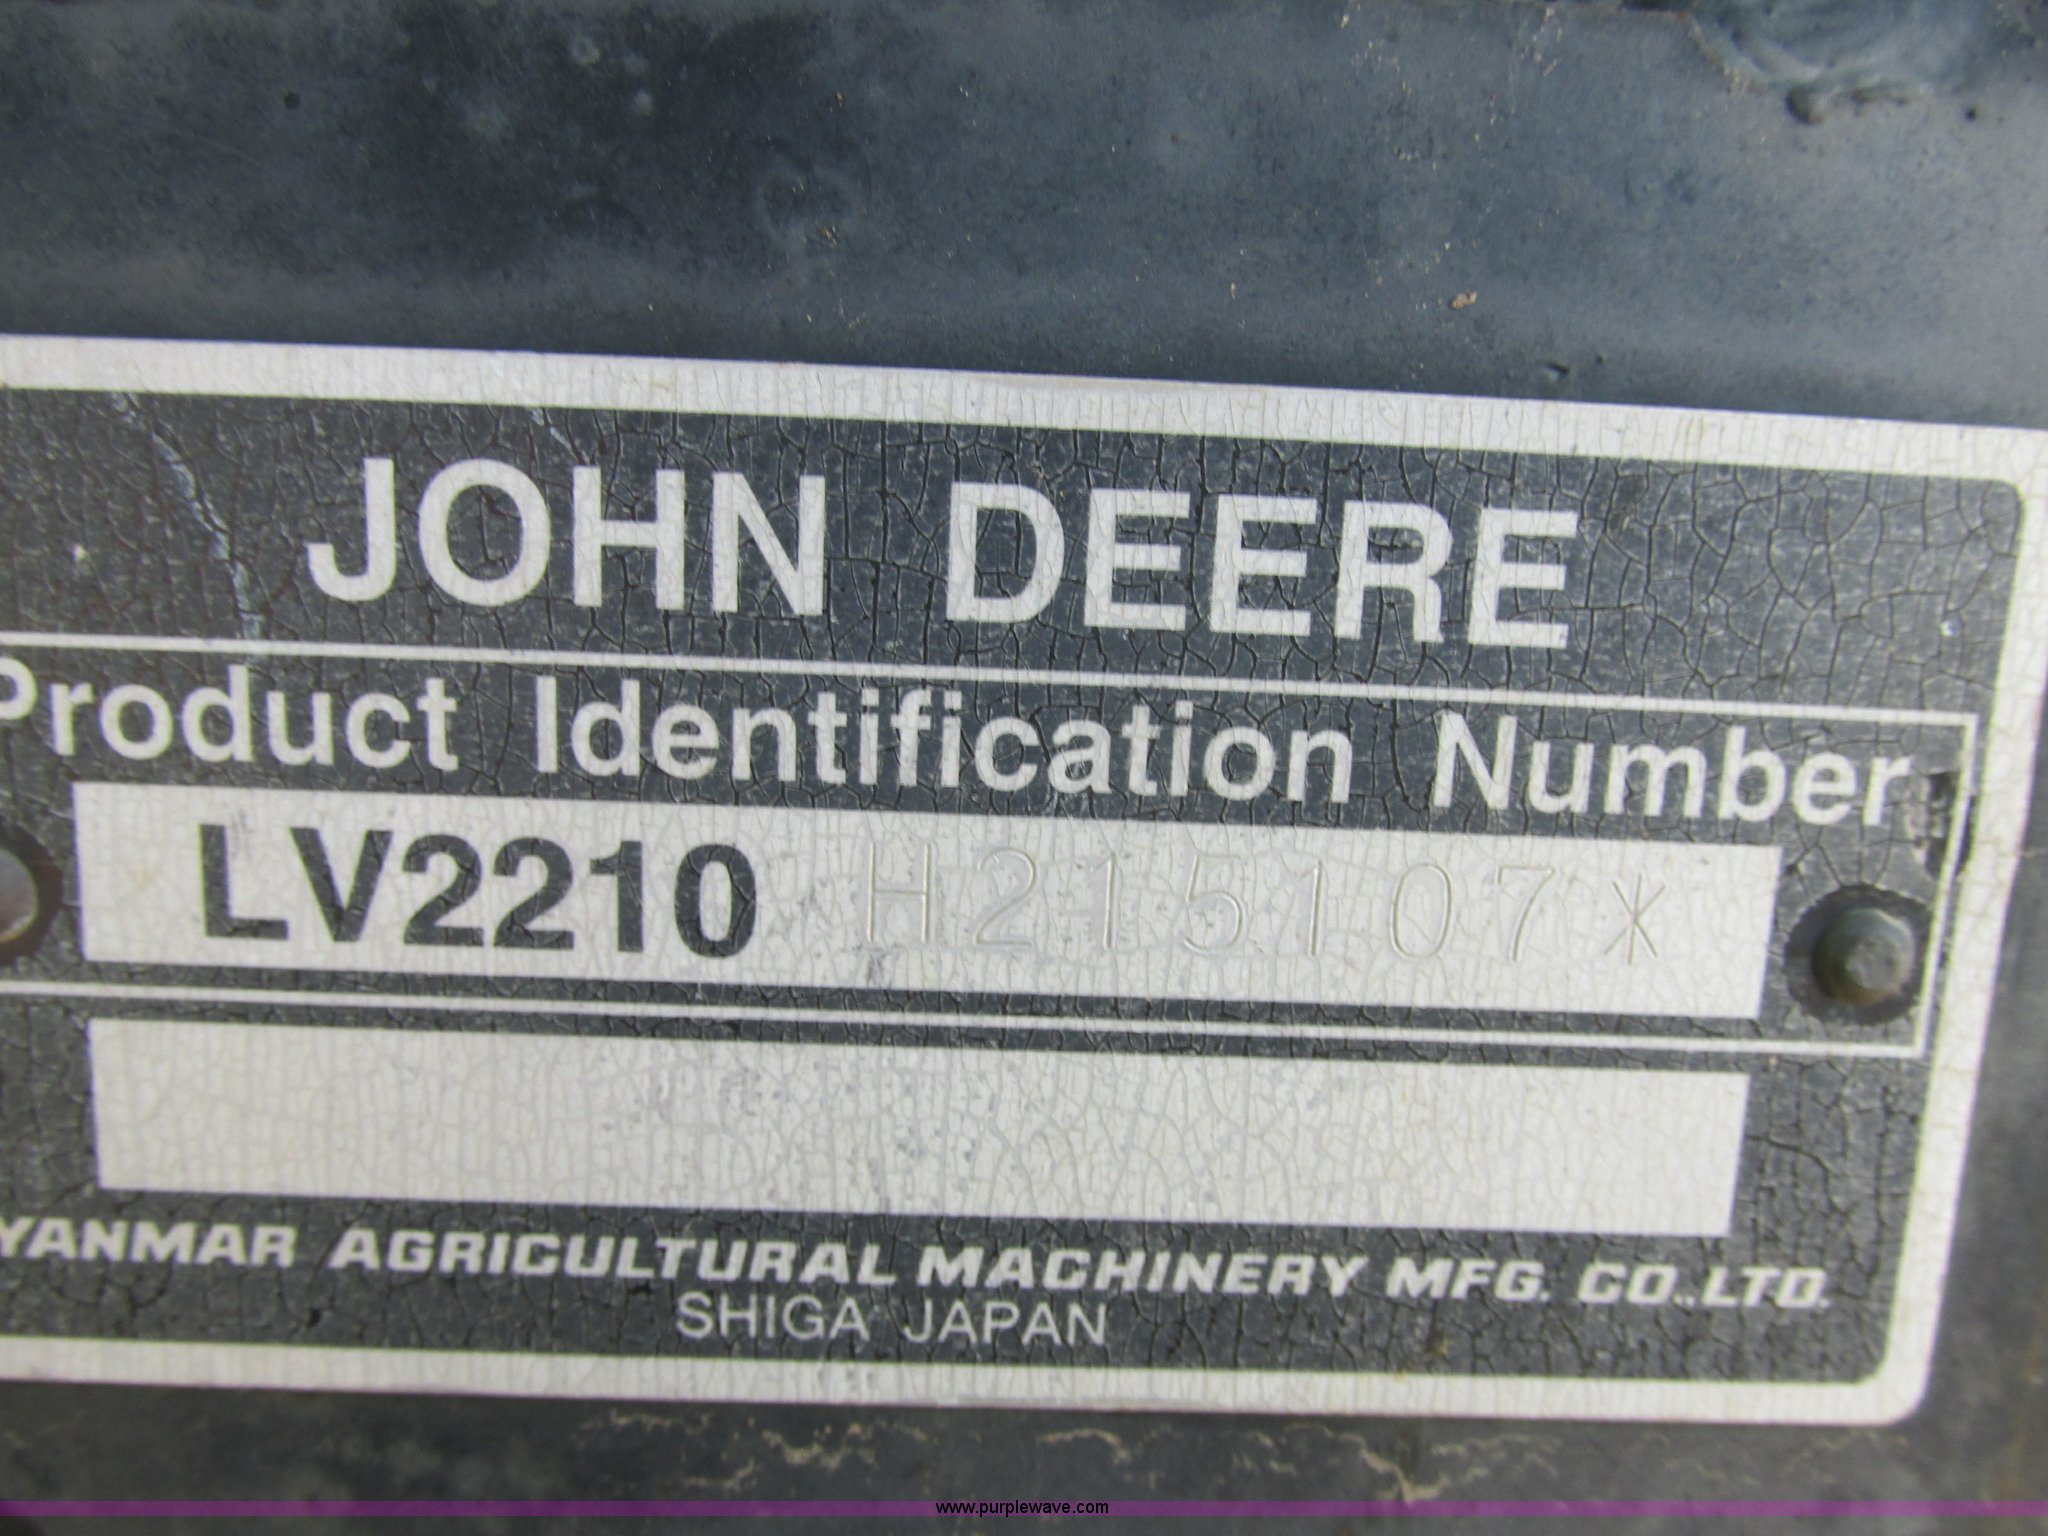 JOHN DEERE
Product Identification Number
LV2210 H215107*
YANMAR AGRICULTURAL MACHINERY MFG. CO.,LTD.
SHIGA JAPAN
www.purplewave.com